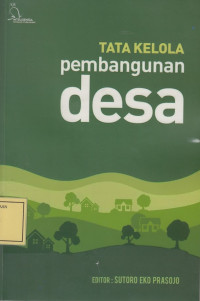 TATA KELOLA
pembangunan
desa
EDITOR : SUTORO EKO PRASOJO